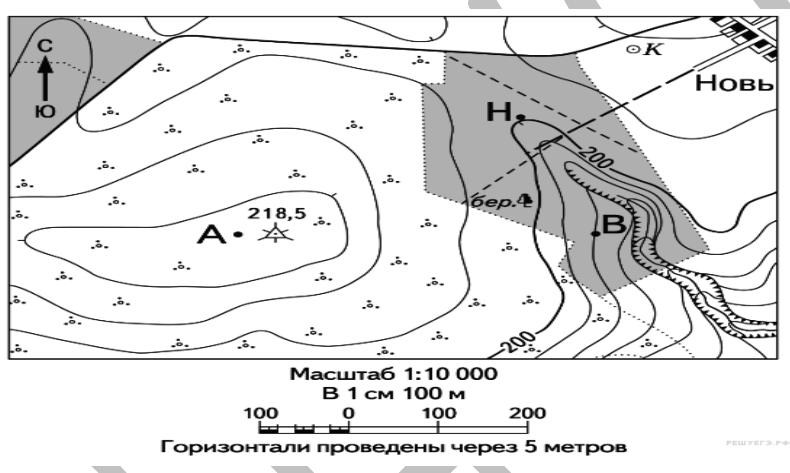 С
Ю
К
Новь
Н
200
бер.
218,5
А
В
200
Масштаб 1:10 000
В 1 см 100 м
100 0 100 200
Горизонтали проведены через 5 метров
РЕШУЕГЭ.РФ